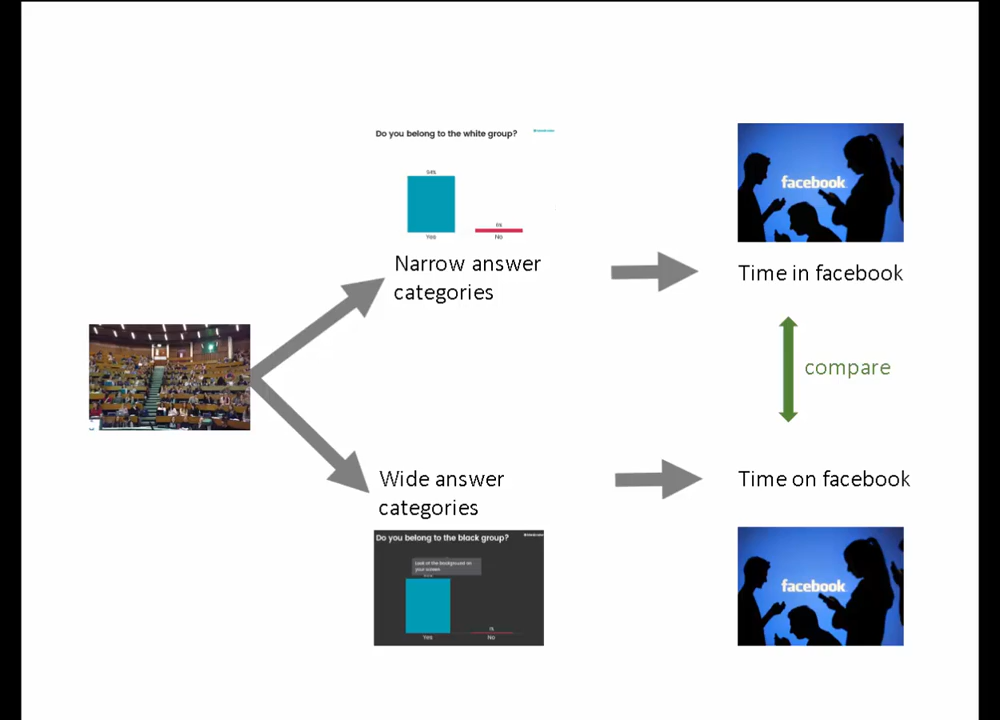 Do you belong to the white group?
94%
Yes
No
Narrow answer
categories
facebook
Time in facebook
compare
Wide answer
categories
Time on facebook
Do you belong to the black group?
Look at the background on
your screen.
Yes
No
facebook